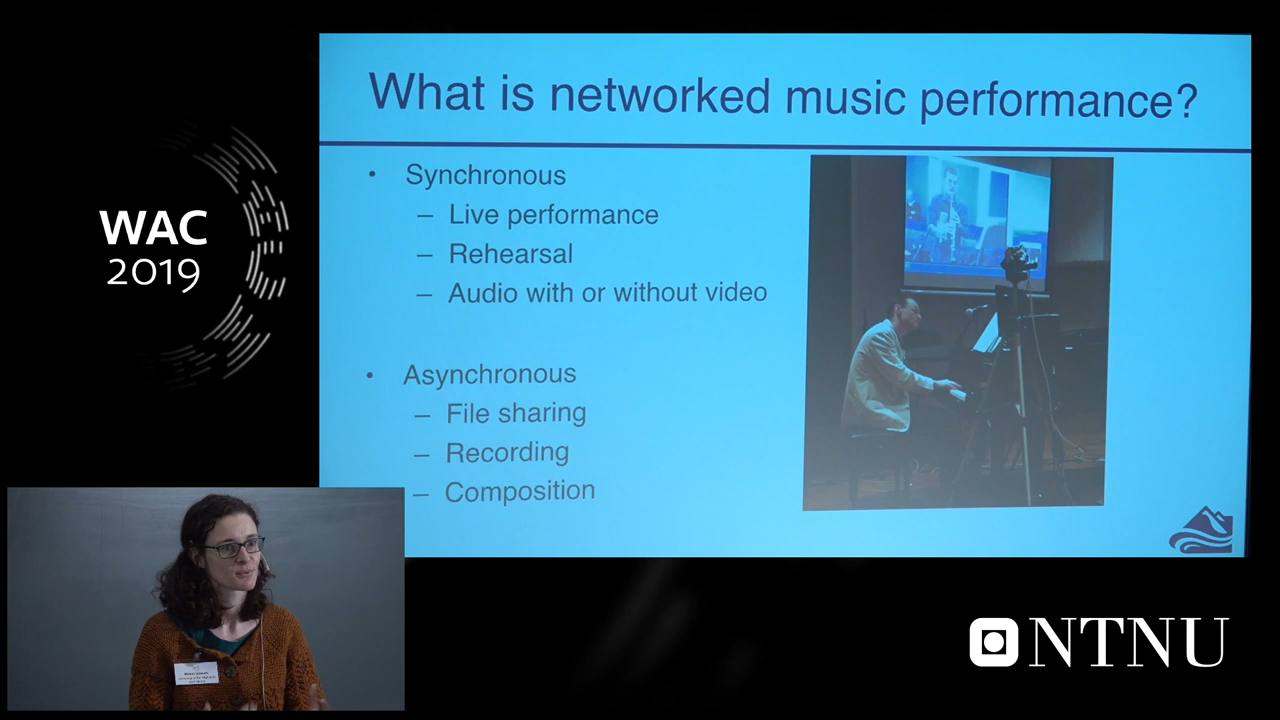 What is networked music performance?
• Synchronous
– Live performance
– Rehearsal
– Audio with or without video
• Asynchronous
– File sharing
– Recording
– Composition
WAC
2019
NTNU